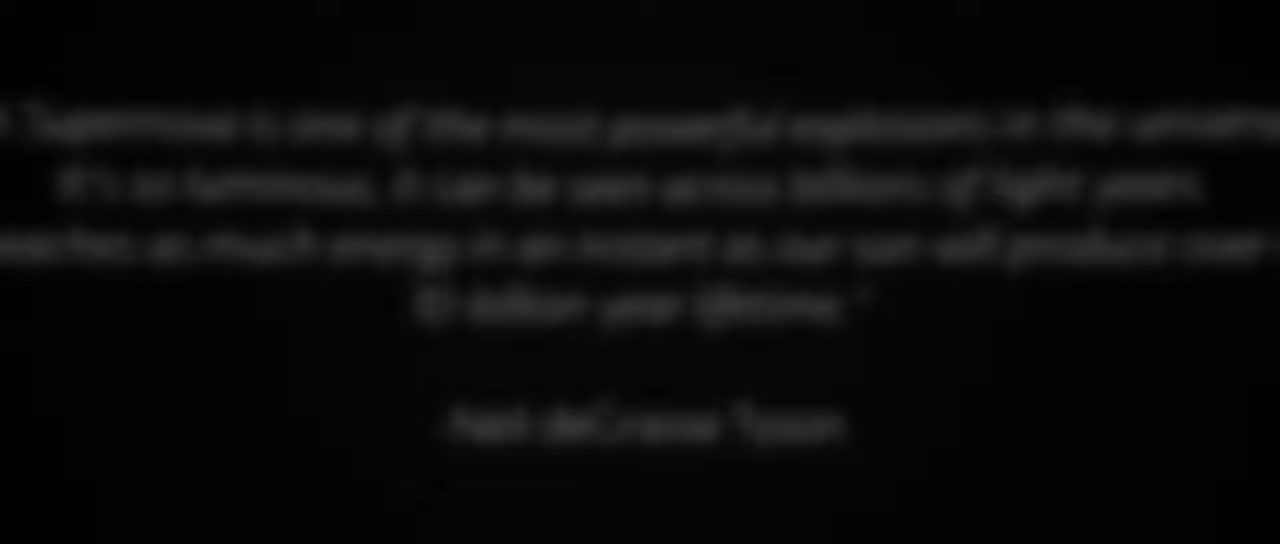 Supernova is one of the most powerful explosions in the
It's so luminous, it can be seen across billions of light years.
as much energy in an instant as our sun will produce over
10 billion year lifetime."
-Neil deGrasse Tyson